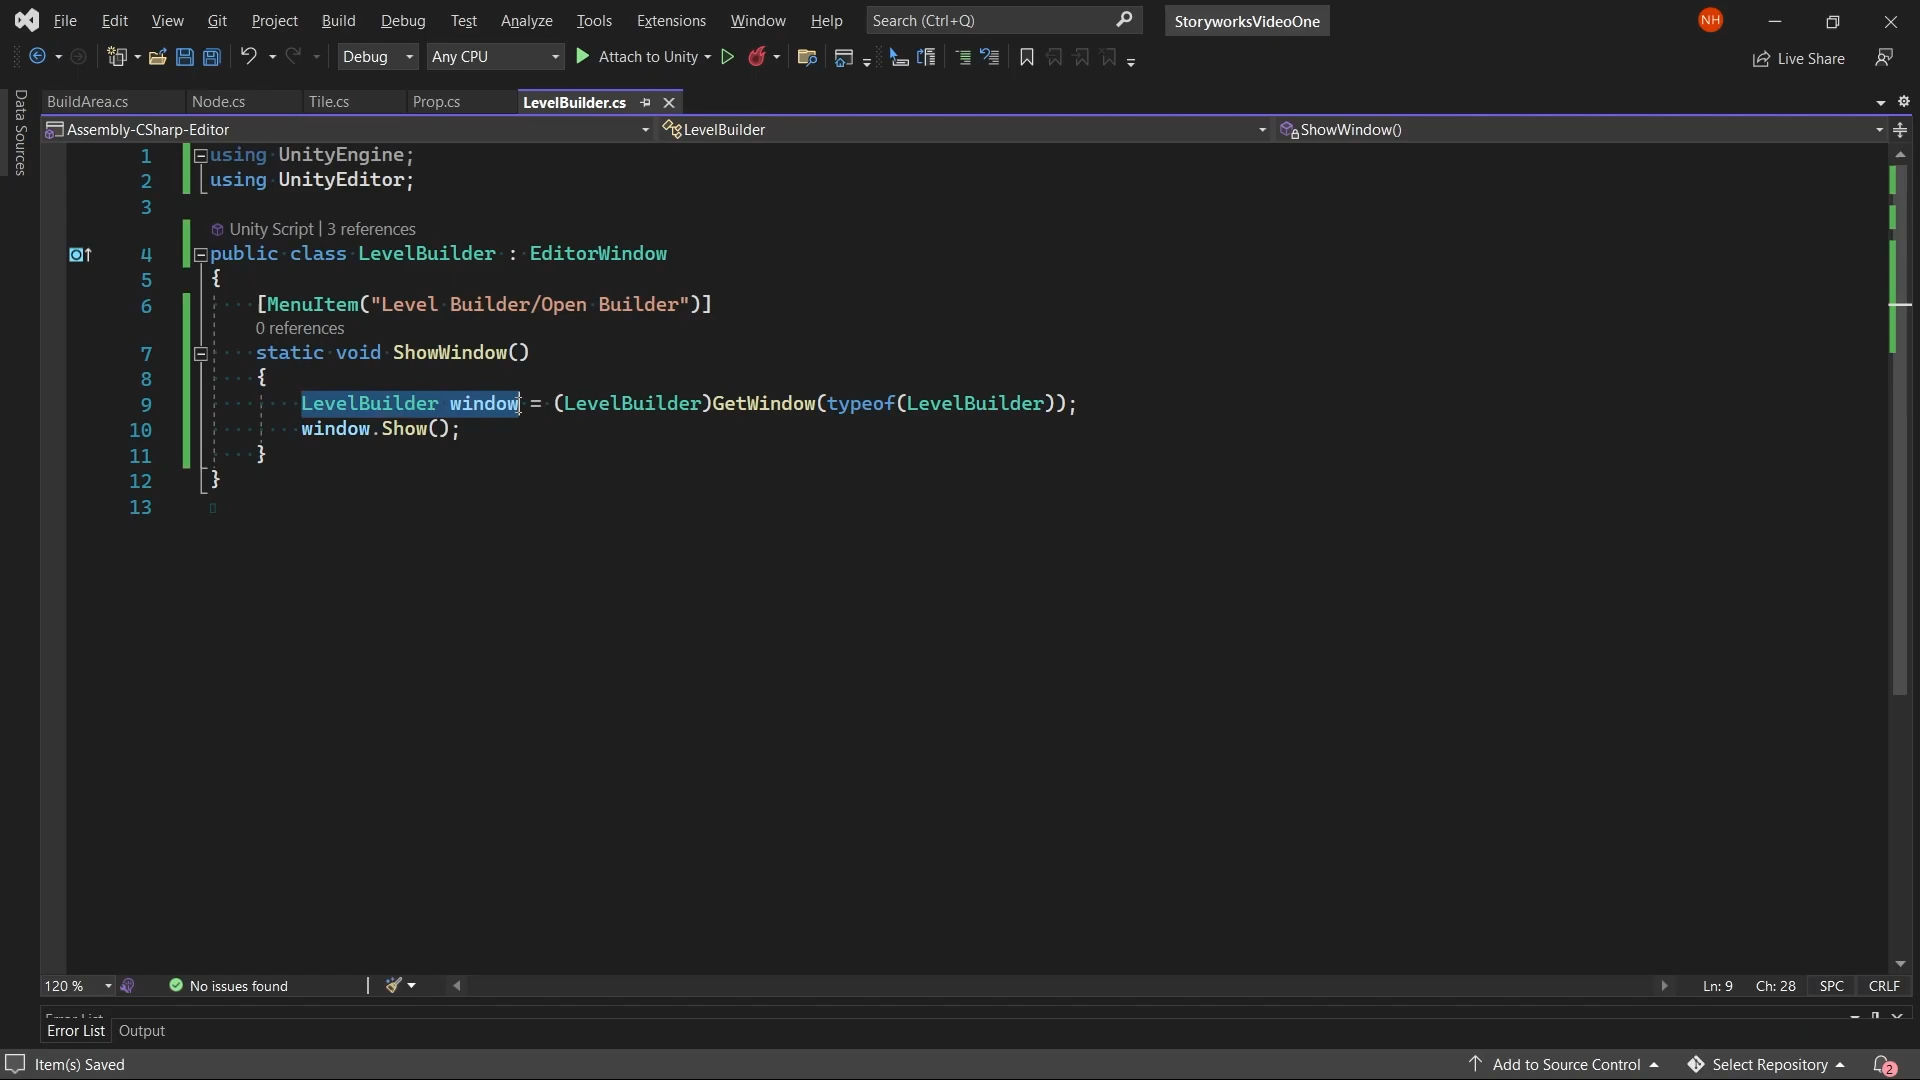 File Edit View Git Project Build Debug Test Analyze Tools Extensions Window Help Search (Ctrl+Q) StoryworksVideoOne NH
Debug Any CPU Attach to Unity Live Share
Data Sources
BuildArea.cs Node.cs Tile.cs Prop.cs LevelBuilder.cs
Assembly-CSharp-Editor LevelBuilder ShowWindow()
1 using UnityEngine;
2 using UnityEditor;
3
Unity Script | 3 references
4 public class LevelBuilder : EditorWindow
5 {
6 [MenuItem("Level Builder/Open Builder")]
0 references
7 static void ShowWindow()
8 {
9 LevelBuilder window = (LevelBuilder)GetWindow(typeof(LevelBuilder));
10 window.Show();
11 }
12 }
13
120 % No issues found Ln: 9 Ch: 28 SPC CRLF
Error List
Error List Output
Item(s) Saved Add to Source Control Select Repository 2